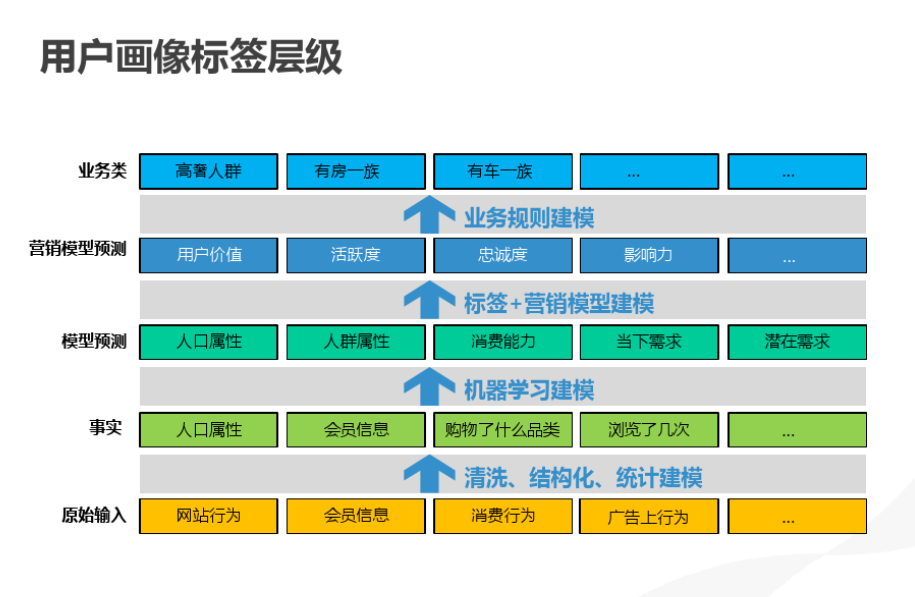 用户画像标签层级
业务类 高奢人群 有房一族 有车一族 ... ...
业务规则建模
营销模型预测 用户价值 活跃度 忠诚度 影响力 ...
标签+营销模型建模
模型预测 人口属性 人群属性 消费能力 当下需求 潜在需求
机器学习建模
事实 人口属性 会员信息 购物了什么品类 浏览了几次 ...
清洗、结构化、统计建模
原始输入 网站行为 会员信息 消费行为 广告上行为 ...